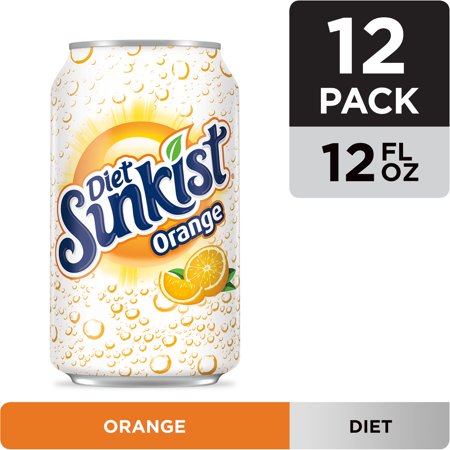 12
PACK
12 FL OZ
Diet
Sunkist
Orange
ORANGE
DIET